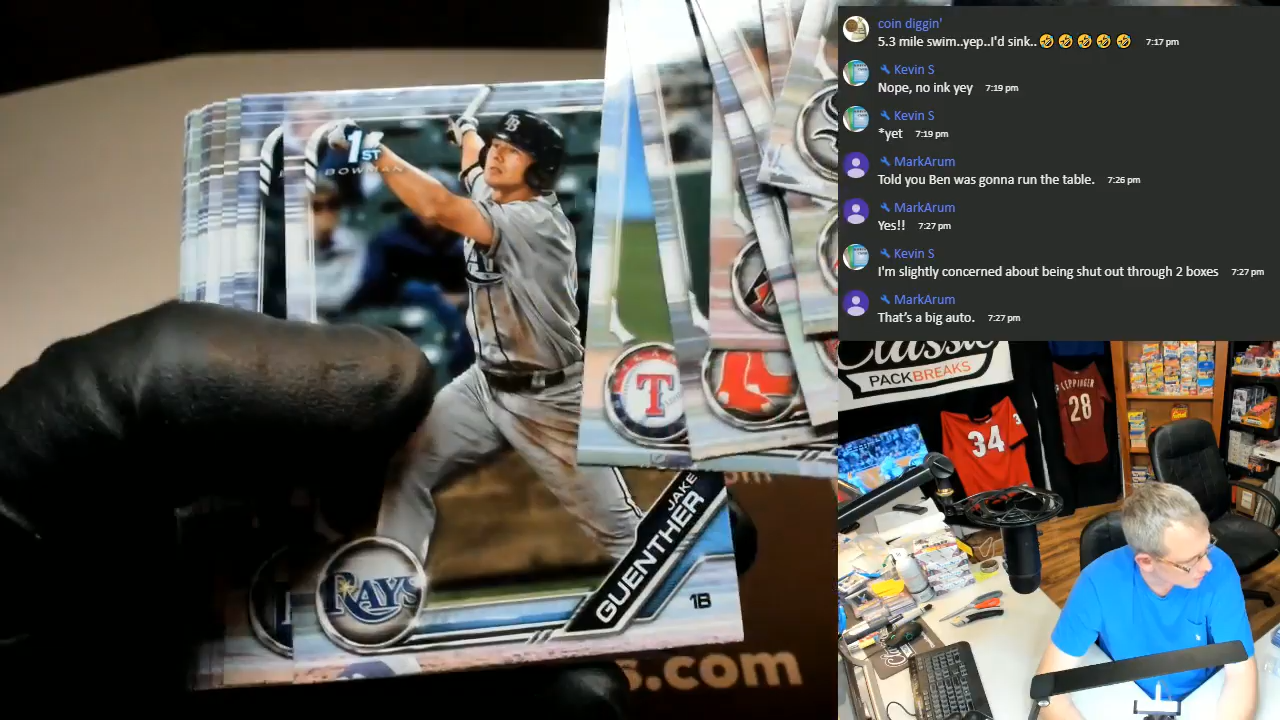 1ST
BOWMAN
TB
JAKE
GUENTHER
1B
RAYS
T
s.com
coin diggin'
5.3 mile swim..yep..I'd sink..🤣🤣🤣🤣🤣 7:17 pm
Kevin S
Nope, no ink yey 7:19 pm
Kevin S
*yet 7:19 pm
MarkArum
Told you Ben was gonna run the table. 7:26 pm
MarkArum
Yes!! 7:27 pm
Kevin S
I'm slightly concerned about being shut out through 2 boxes 7:27 pm
MarkArum
That's a big auto. 7:27 pm
Classic
PACKBREAKS
34
LEPPINGER
28